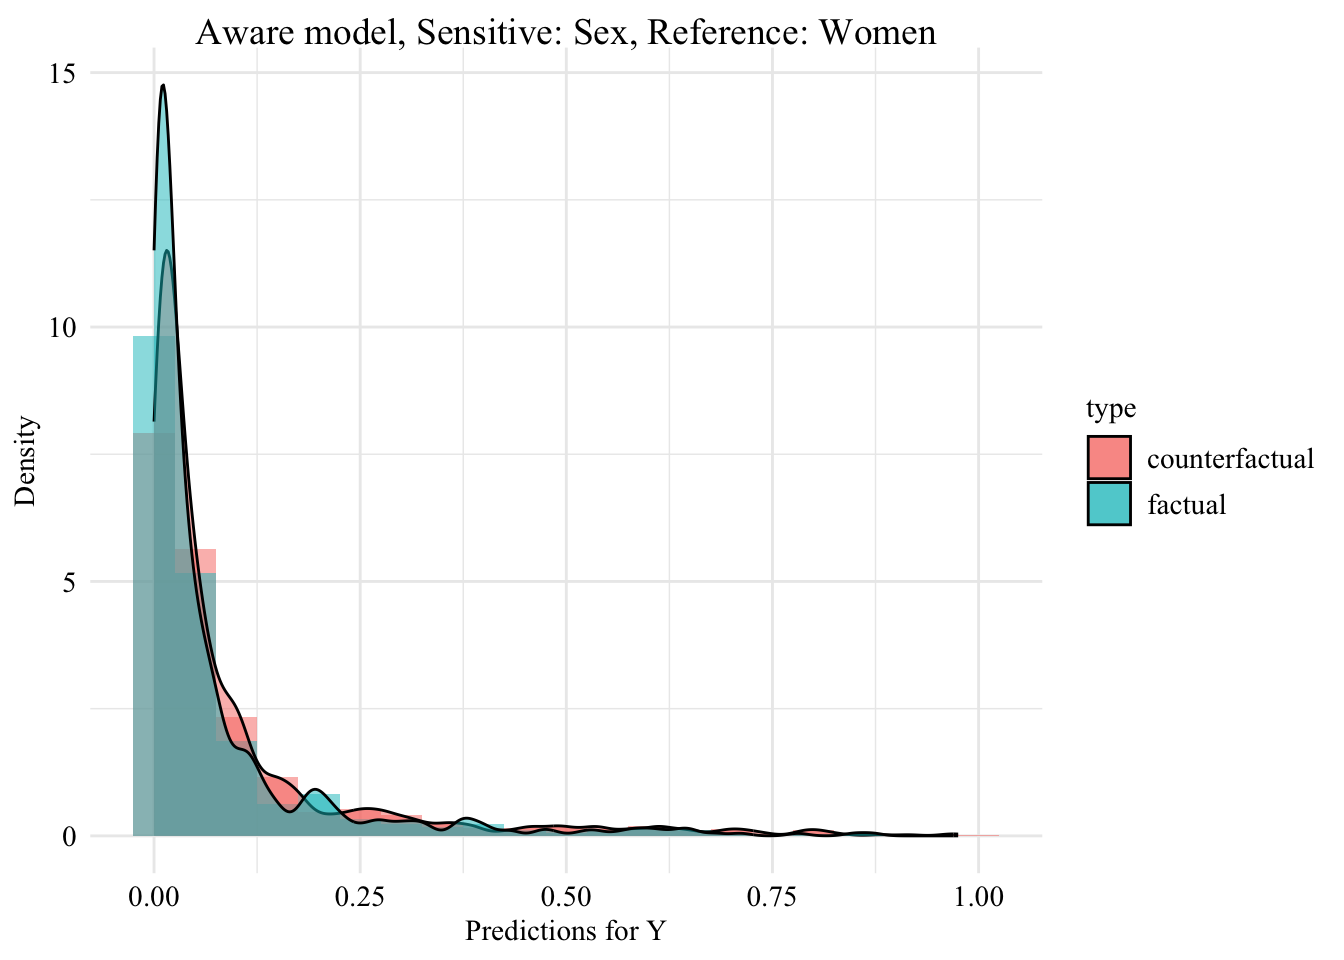 Aware model, Sensitive: Sex, Reference: Women
15
10
5
0
Density
0.00 0.25 0.50 0.75 1.00
Predictions for Y
type
counterfactual
factual